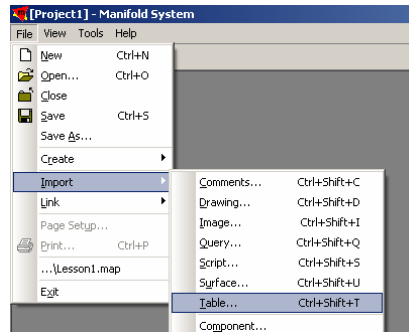 [Project1] - Manifold System
File View Tools Help
New Ctrl+N
Open... Ctrl+O
Close
Save Ctrl+S
Save As...
Create
Import
Link
Page Setup...
Print... Ctrl+P
...\Lesson1.map
Exit
Comments... Ctrl+Shift+C
Drawing... Ctrl+Shift+D
Image... Ctrl+Shift+I
Query... Ctrl+Shift+Q
Script... Ctrl+Shift+S
Surface... Ctrl+Shift+U
Table... Ctrl+Shift+T
Component...